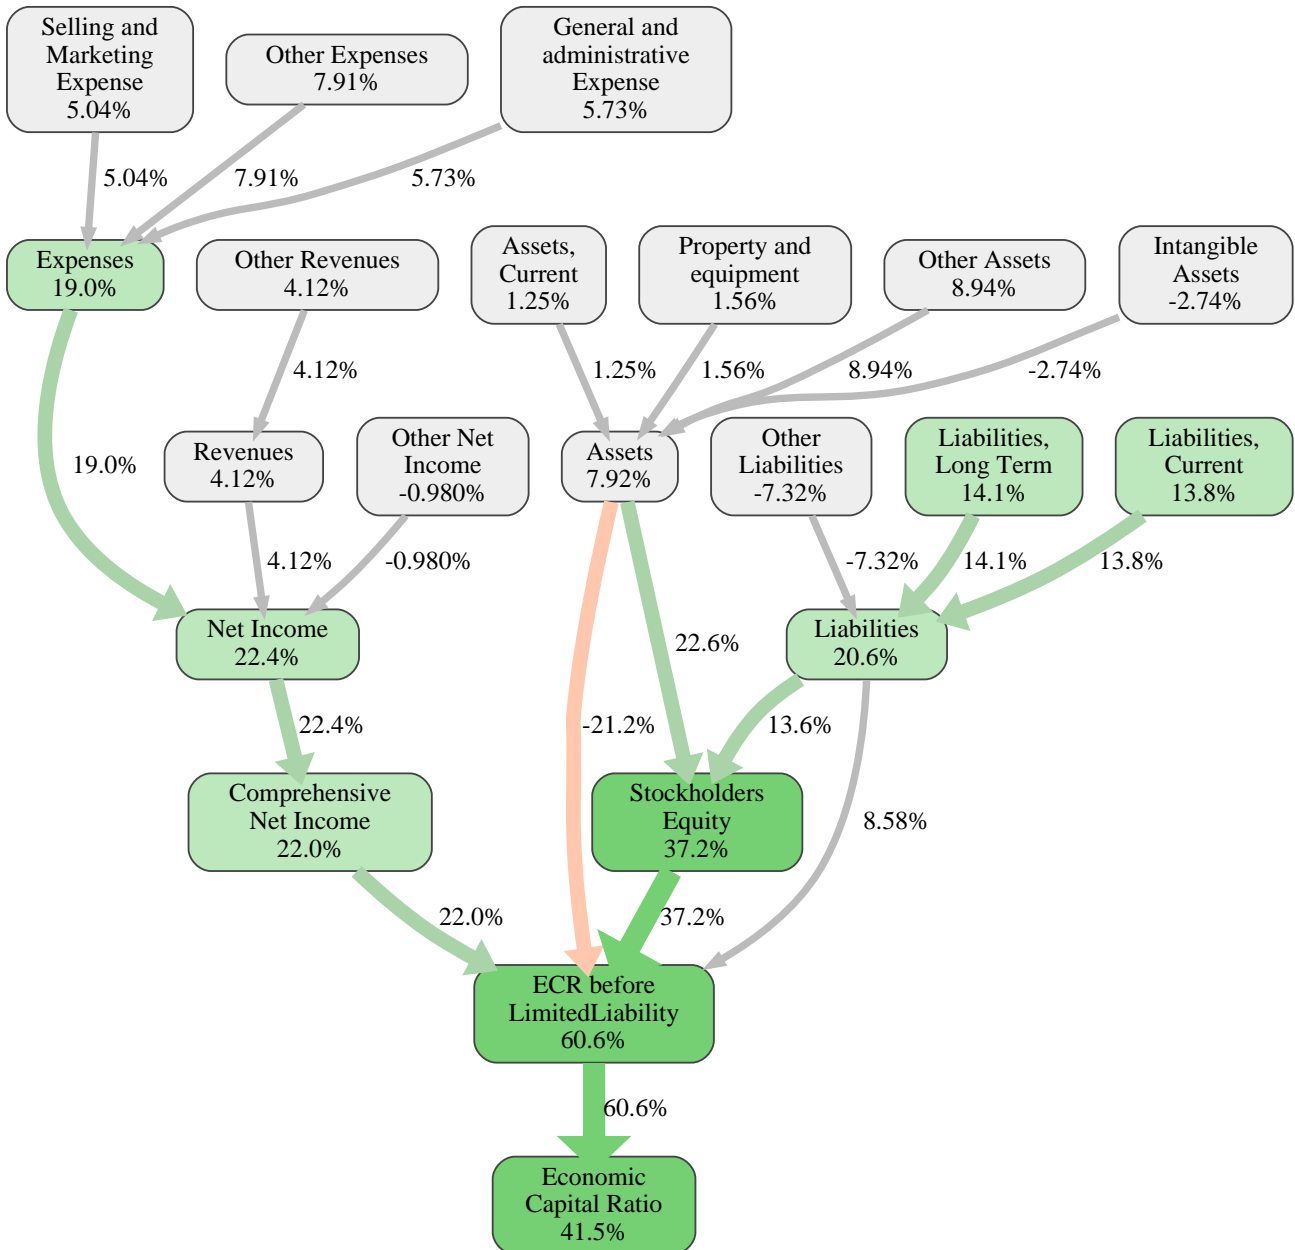 Selling and
Marketing
Expense
5.04%
Other Expenses
7.91%
General and
administrative
Expense
5.73%
5.04%
7.91%
5.73%
Expenses
19.0%
Other Revenues
4.12%
Assets,
Current
1.25%
Property and
equipment
1.56%
Other Assets
8.94%
Intangible
Assets
-2.74%
4.12%
1.25%
1.56%
8.94%
-2.74%
19.0%
Revenues
4.12%
Other Net
Income
-0.980%
Assets
7.92%
Other
Liabilities
-7.32%
Liabilities,
Long Term
14.1%
Liabilities,
Current
13.8%
4.12%
-0.980%
-7.32%
14.1%
13.8%
Net Income
22.4%
22.6%
Liabilities
20.6%
22.4%
-21.2%
13.6%
Comprehensive
Net Income
22.0%
Stockholders
Equity
37.2%
8.58%
22.0%
37.2%
ECR before
LimitedLiability
60.6%
60.6%
Economic
Capital Ratio
41.5%